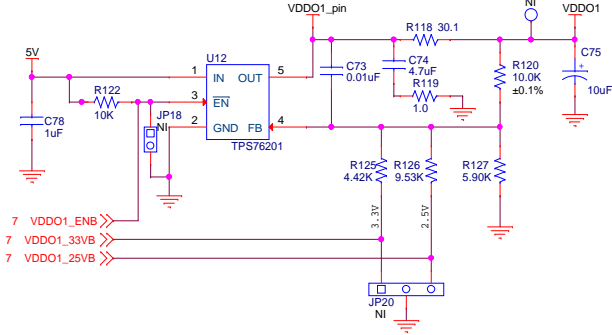 VDDO1_pin
NI
VDDO1
R118 30.1
5V
U12
1
IN
OUT
5
C73
0.01uF
C74
4.7uF
R120
10.0K
±0.1%
C75
10uF
R122
10K
3
EN
R119
1.0
C78
1uF
JP18
NI
2
GND
FB
4
TPS76201
R125
4.42K
R126
9.53K
R127
5.90K
3.3V
2.5V
7 VDDO1_ENB
7 VDDO1_33VB
7 VDDO1_25VB
JP20
NI